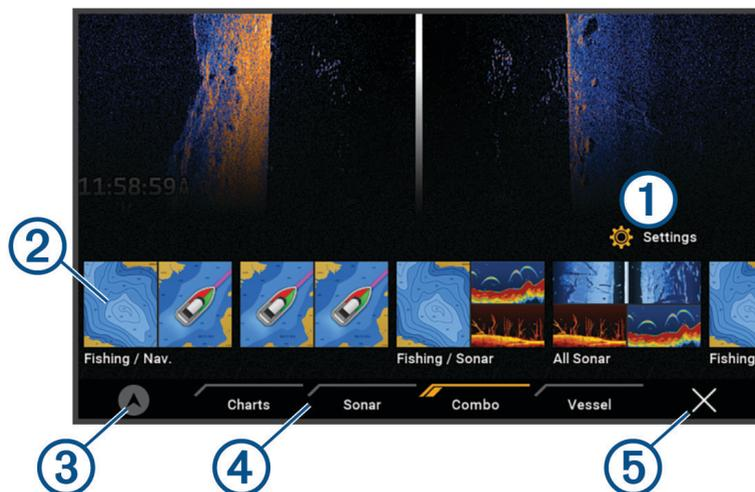 11:58:59A
1
Settings
2
Fishing / Nav.
Fishing / Sonar
All Sonar
Fishing
Charts
Sonar
Combo
Vessel
3
4
5